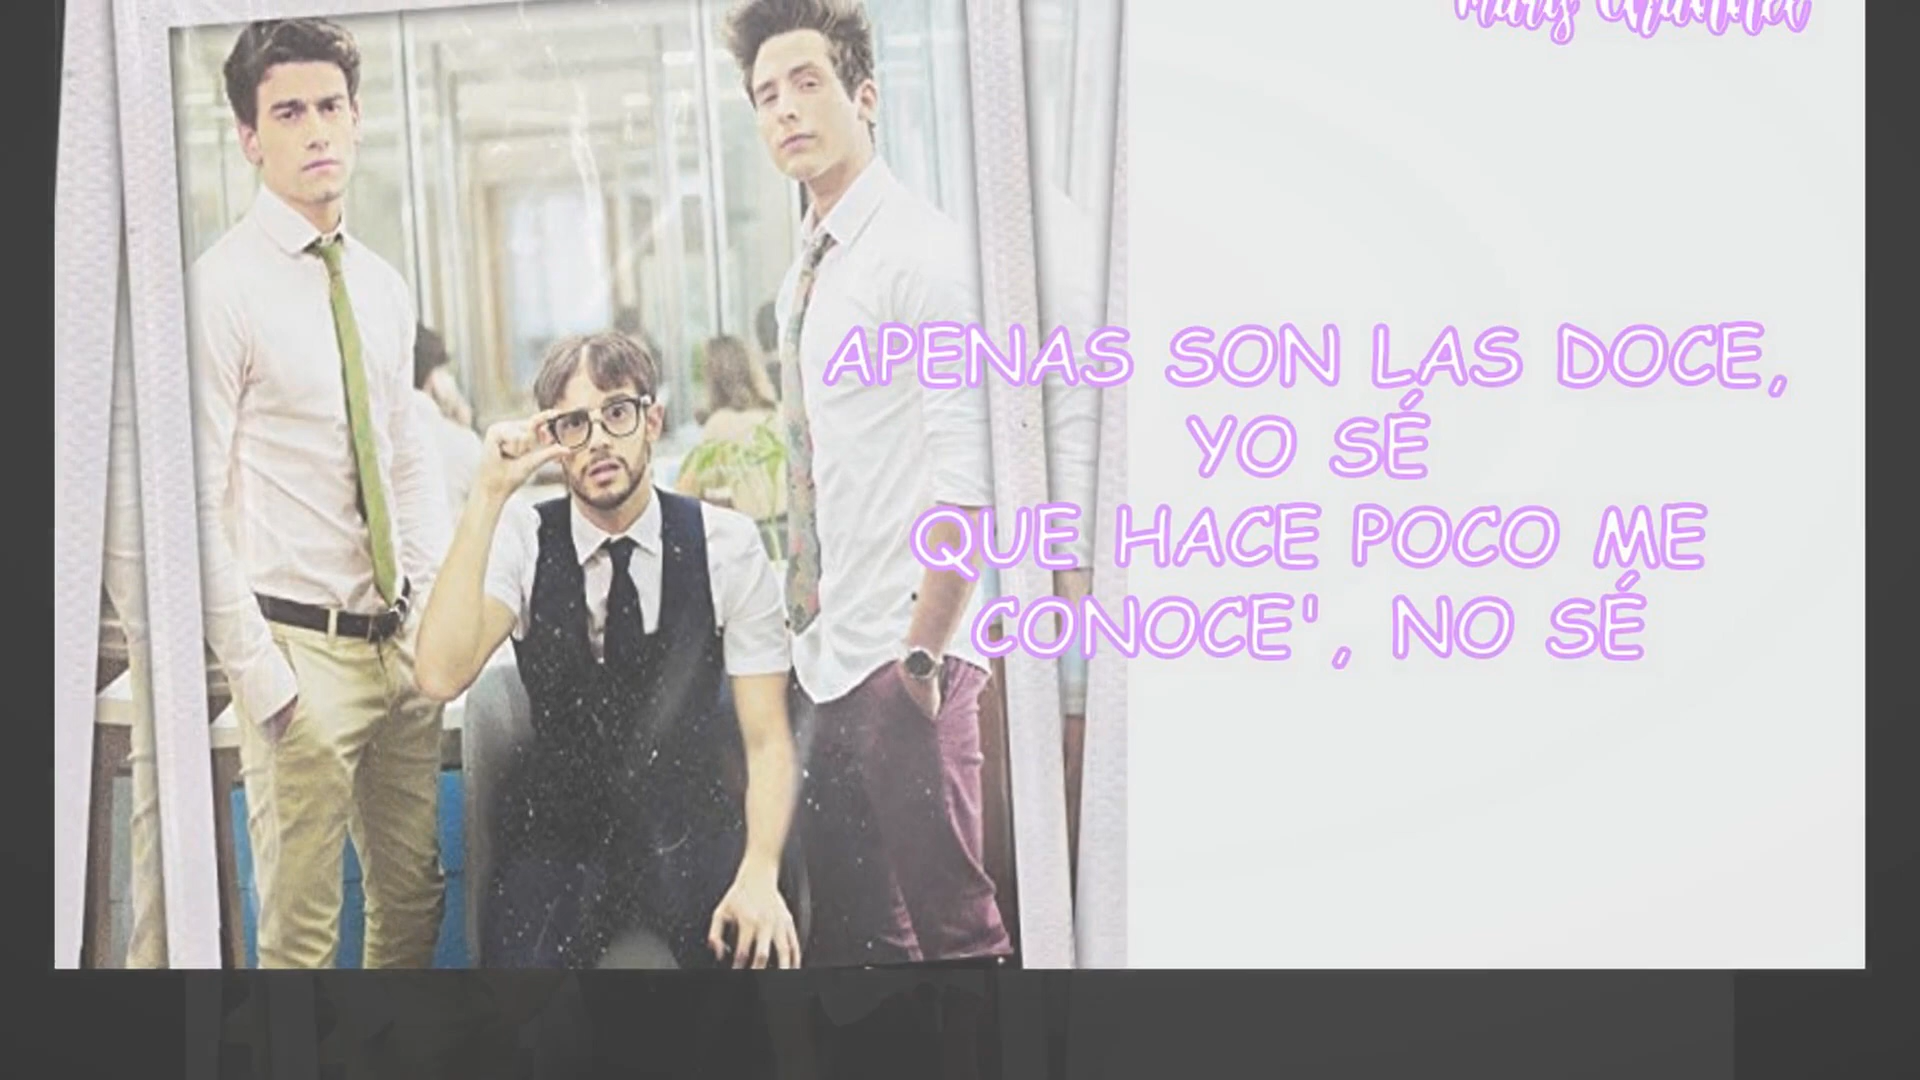 APENAS SON LAS DOCE,
YO SÉ
QUE HACE POCO ME
CONOCE', NO SÉ